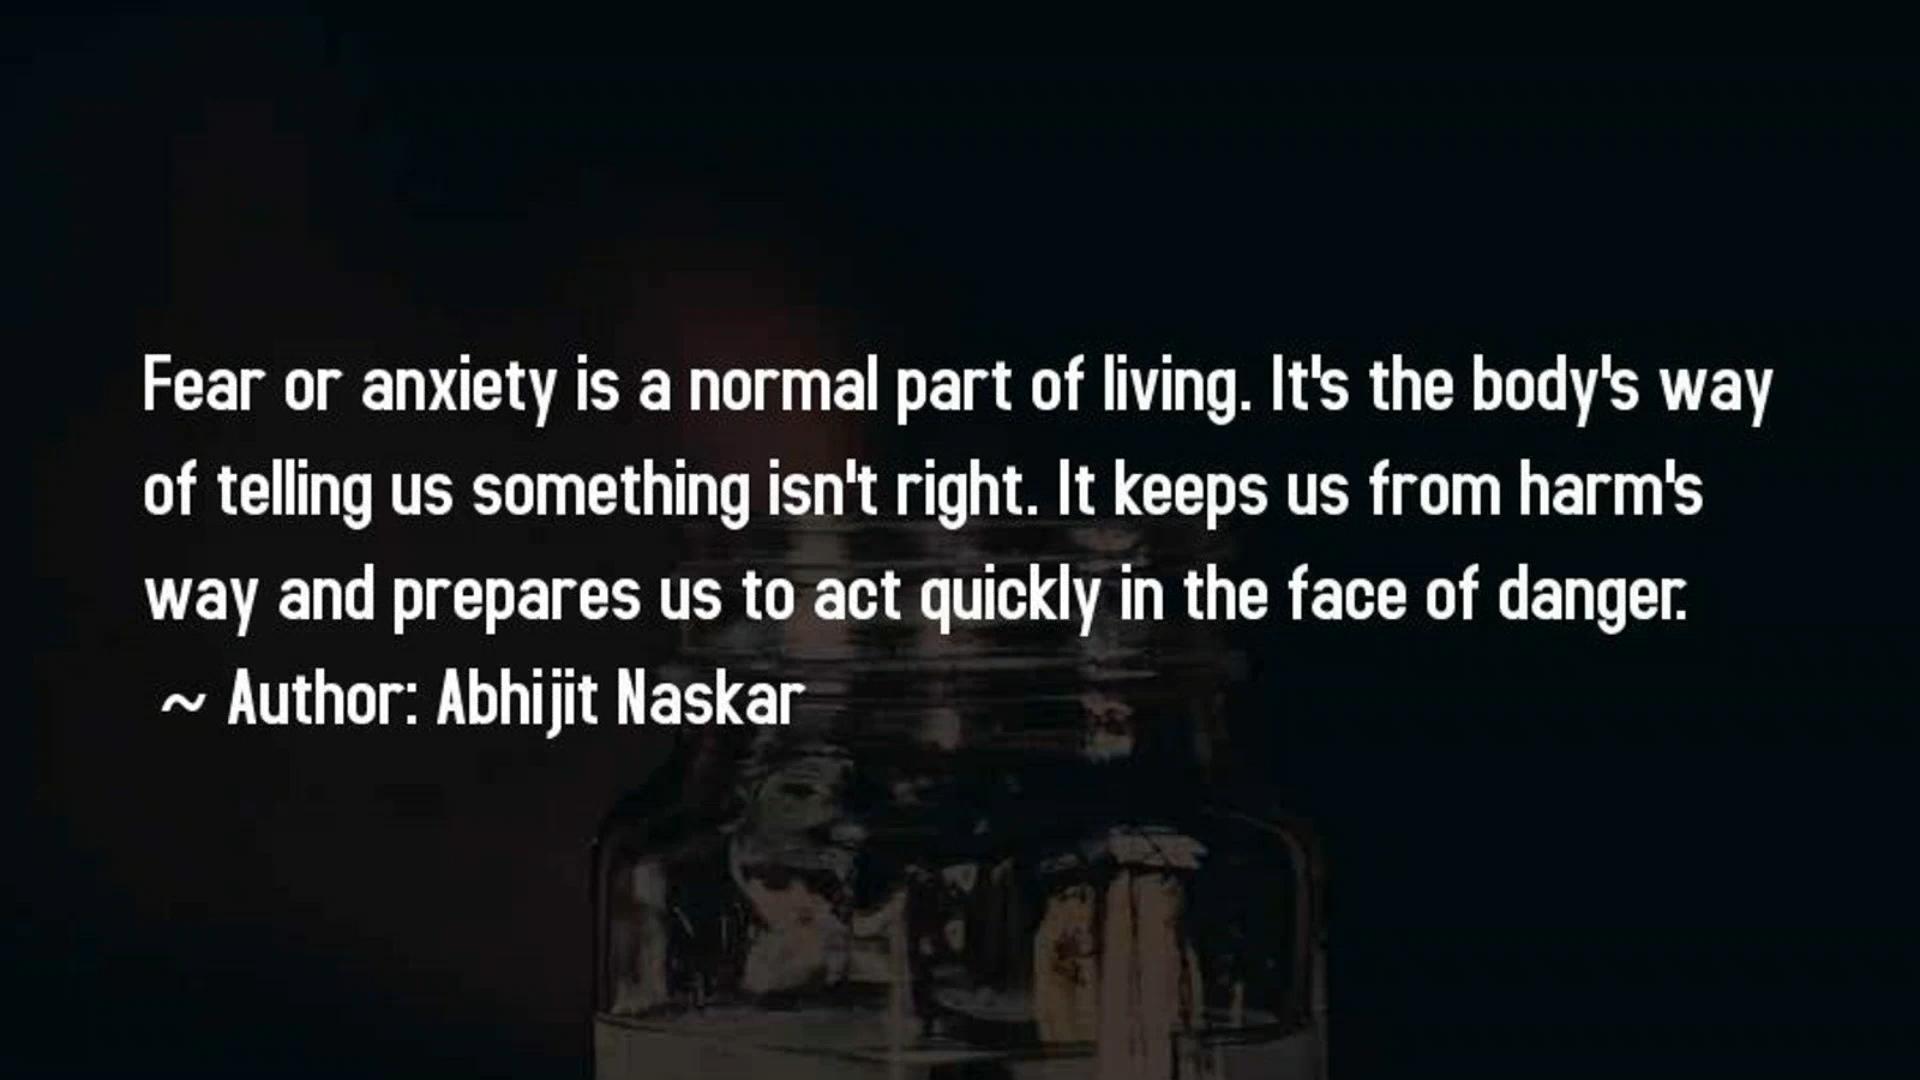 Fear or anxiety is a normal part of living. It's the body's way
of telling us something isn't right. It keeps us from harm's
way and prepares us to act quickly in the face of danger.
~ Author: Abhijit Naskar